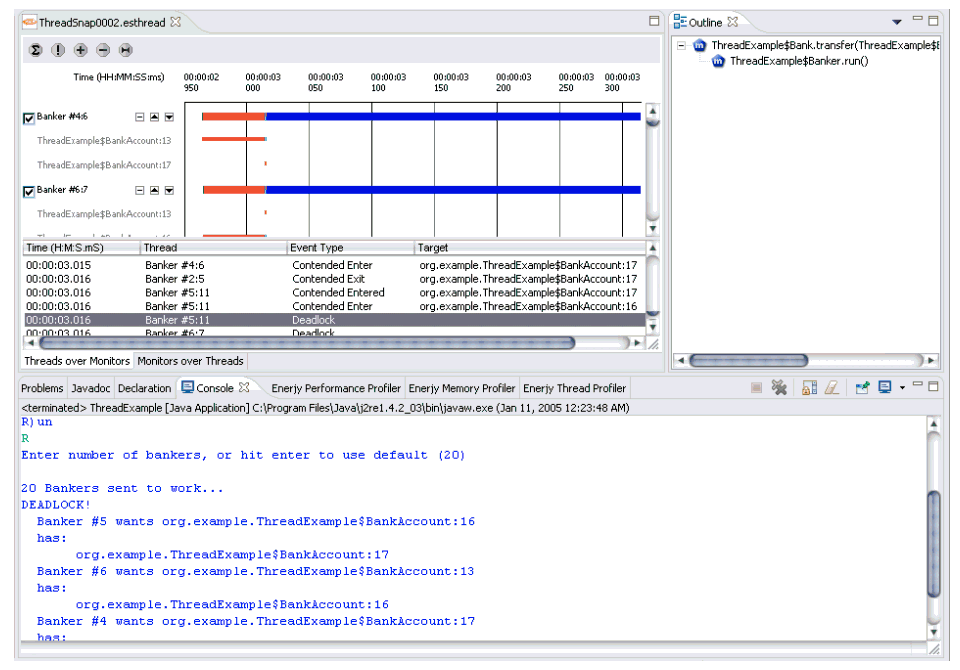 ThreadSnap0002.esthread
Time (HH:MM:SS:ms) 00:00:02 00:00:03 00:00:03 00:00:03 00:00:03 00:00:03 00:00:03 00:00:03
950 000 050 100 150 200 250 300
Banker #4:6
ThreadExample$BankAccount:13
ThreadExample$BankAccount:17
Banker #6:7
ThreadExample$BankAccount:13
Time (H:M:S.mS) Thread Event Type Target
00:00:03.015 Banker #4:6 Contended Enter org.example.ThreadExample$BankAccount:17
00:00:03.016 Banker #2:5 Contended Exit org.example.ThreadExample$BankAccount:17
00:00:03.016 Banker #5:11 Contended Entered org.example.ThreadExample$BankAccount:17
00:00:03.016 Banker #5:11 Contended Enter org.example.ThreadExample$BankAccount:16
00:00:03.016 Banker #5:11 Deadlock
00:00:03.016 Banker #6:7 Deadlock
Threads over Monitors Monitors over Threads
Outline
ThreadExample$Bank.transfer(ThreadExample$
ThreadExample$Banker.run()
Problems Javadoc Declaration Console Enerjy Performance Profiler Enerjy Memory Profiler Enerjy Thread Profiler
<terminated> ThreadExample [Java Application] C:\Program Files\Java\j2re1.4.2_03\bin\javaw.exe (Jan 11, 2005 12:23:48 AM)
R)un
R
Enter number of bankers, or hit enter to use default (20)
20 Bankers sent to work...
DEADLOCK!
Banker #5 wants org.example.ThreadExample$BankAccount:16
has:
org.example.ThreadExample$BankAccount:17
Banker #6 wants org.example.ThreadExample$BankAccount:13
has:
org.example.ThreadExample$BankAccount:16
Banker #4 wants org.example.ThreadExample$BankAccount:17
has: